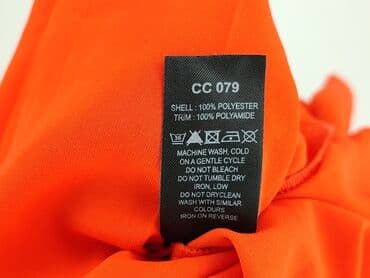 CC 079
SHELL : 100% POLYESTER
TRIM : 100% POLYAMIDE
30
MACHINE WASH, COLD
ON A GENTLE CYCLE
DO NOT BLEACH
DO NOT TUMBLE DRY
IRON, LOW
DO NOT DRYCLEAN
WASH WITH SIMILAR
COLOURS
IRON ON REVERSE